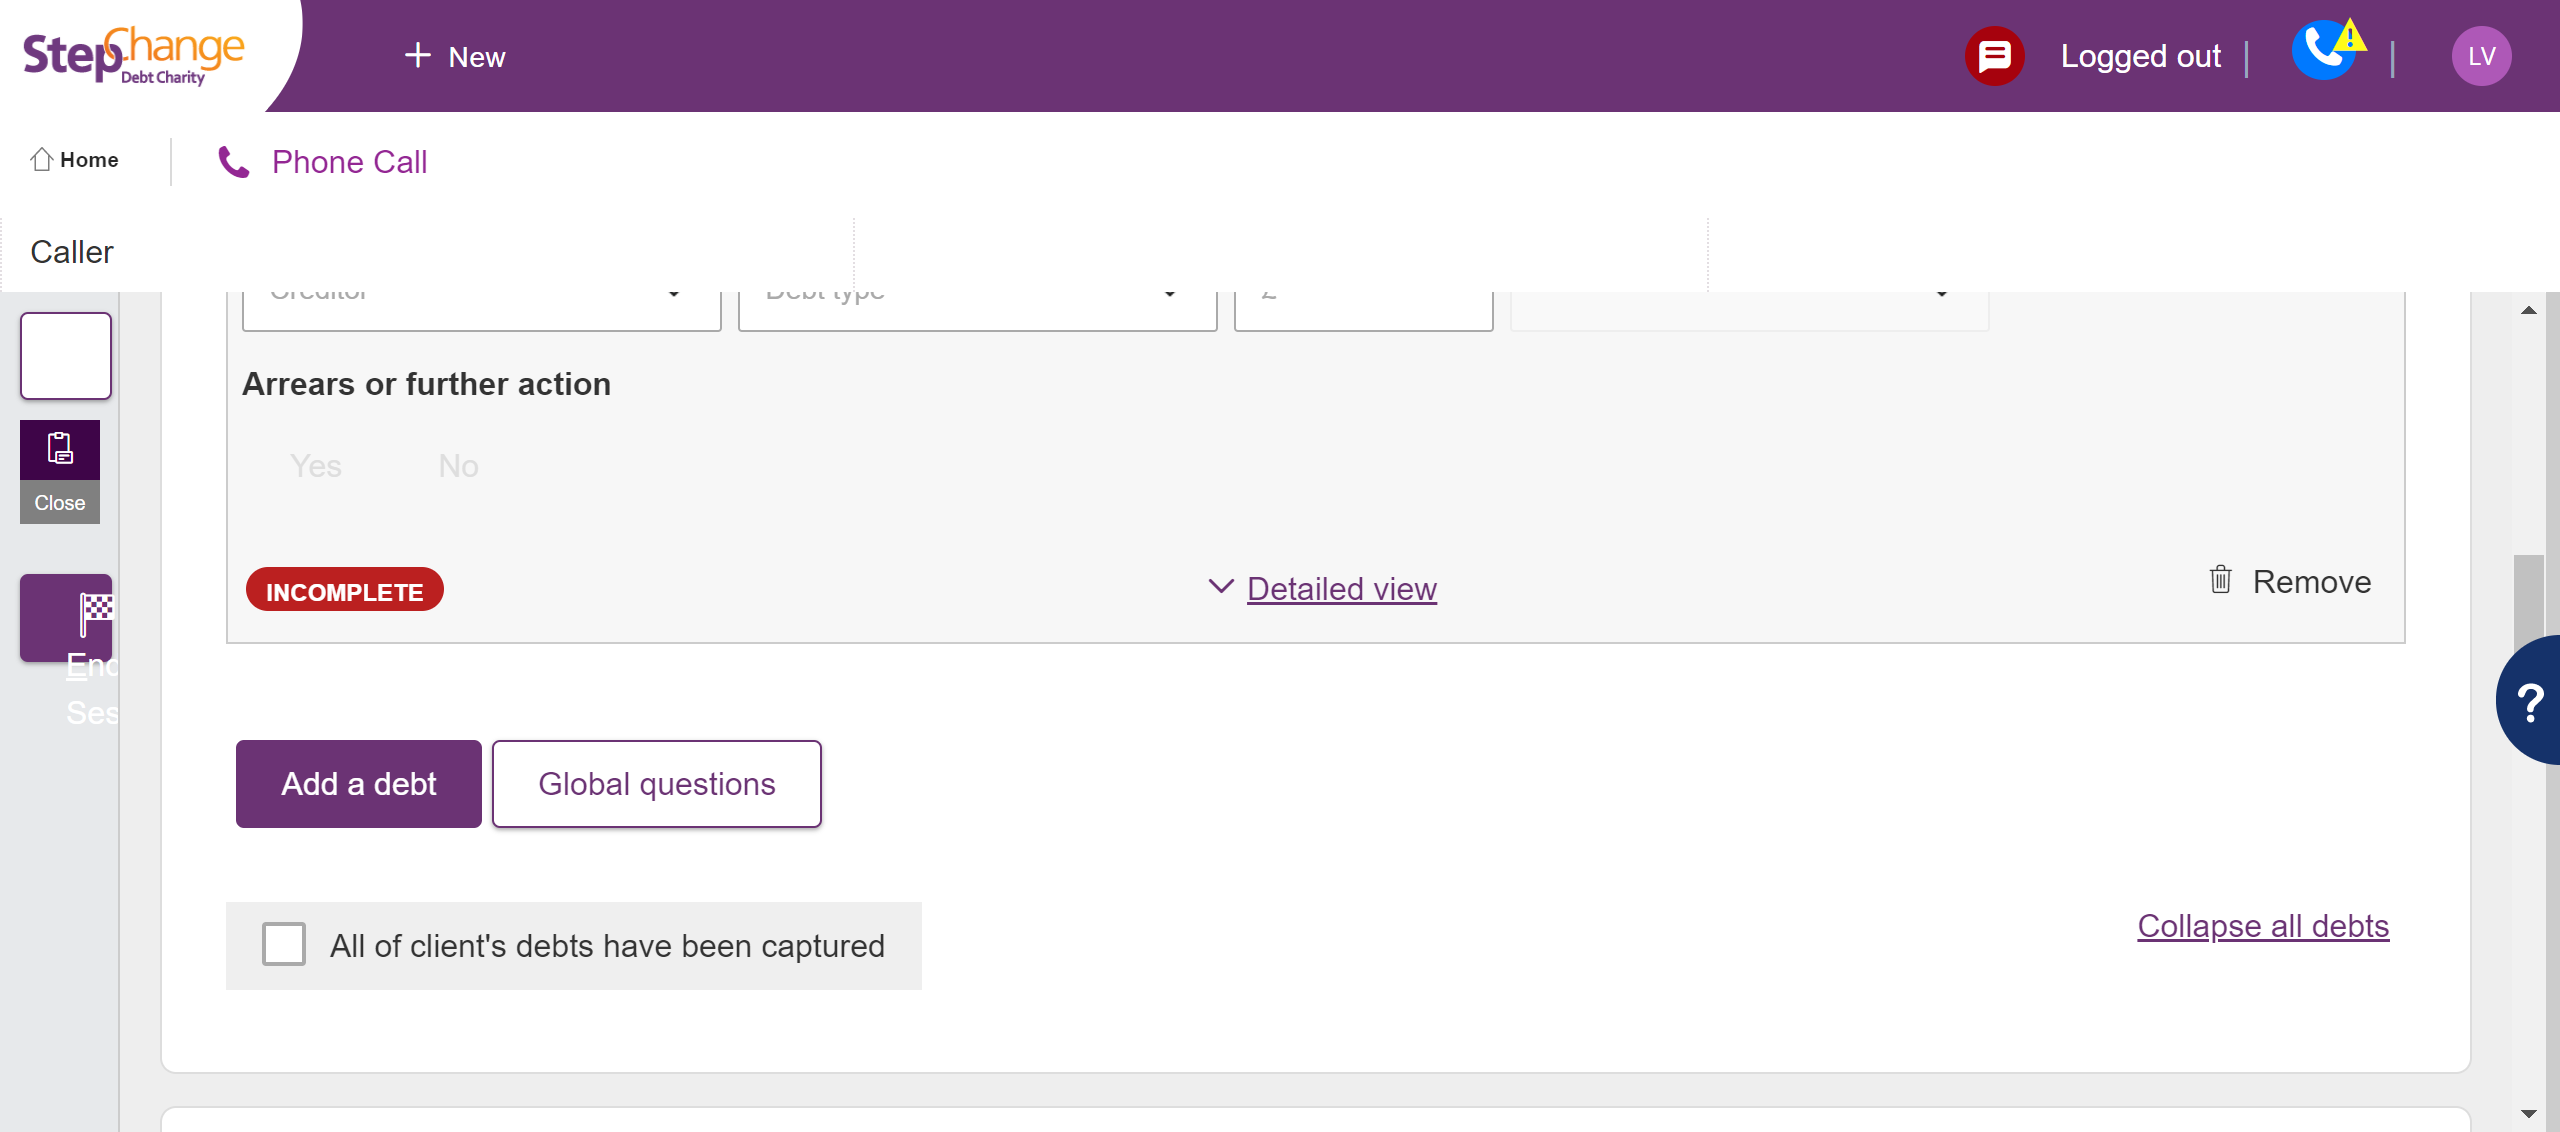 StepChange
Debt Charity
New
Logged out
LV
Home
Phone Call
Caller
Creditor
Debt type
£
Arrears or further action
Yes
No
Close
INCOMPLETE
Detailed view
Remove
End
Ses
?
Add a debt
Global questions
All of client's debts have been captured
Collapse all debts